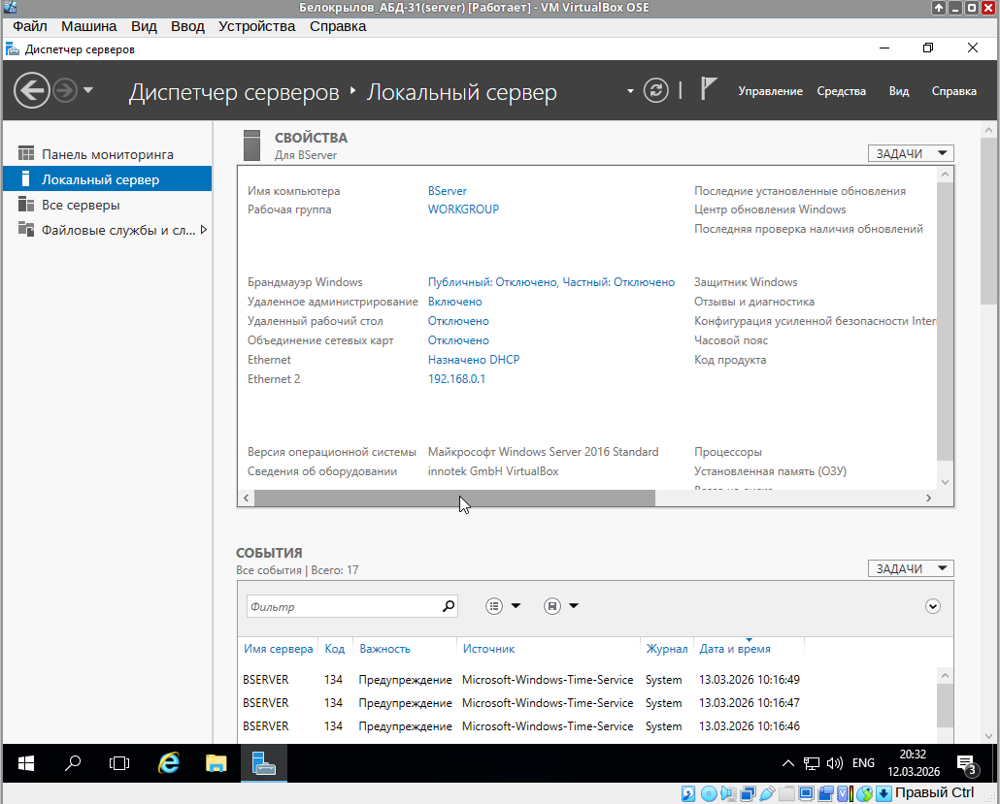 Белокрылов_АБД-31(server) [Работает] - VM VirtualBox OSE
Файл Машина Вид Ввод Устройства Справка
Диспетчер серверов
Диспетчер серверов Локальный сервер
Управление Средства Вид Справка
Панель мониторинга
Локальный сервер
Все серверы
Файловые службы и сл...
СВОЙСТВА
Для BServer
ЗАДАЧИ
Имя компьютера BServer Последние установленные обновления
Рабочая группа WORKGROUP Центр обновления Windows
Последняя проверка наличия обновлений
Брандмауэр Windows Публичный: Отключено, Частный: Отключено Защитник Windows
Удаленное администрирование Включено Отзывы и диагностика
Удаленный рабочий стол Отключено Конфигурация усиленной безопасности Inter
Объединение сетевых карт Отключено Часовой пояс
Ethernet Назначено DHCP Код продукта
Ethernet 2 192.168.0.1
Версия операционной системы Майкрософт Windows Server 2016 Standard Процессоры
Сведения об оборудовании innotek GmbH VirtualBox Установленная память (ОЗУ)
СОБЫТИЯ
Все события | Всего: 17
ЗАДАЧИ
Фильтр
Имя сервера Код Важность Источник Журнал Дата и время
BSERVER 134 Предупреждение Microsoft-Windows-Time-Service System 13.03.2026 10:16:49
BSERVER 134 Предупреждение Microsoft-Windows-Time-Service System 13.03.2026 10:16:47
BSERVER 134 Предупреждение Microsoft-Windows-Time-Service System 13.03.2026 10:16:46
ENG
20:32
12.03.2026
3
Правый Ctrl